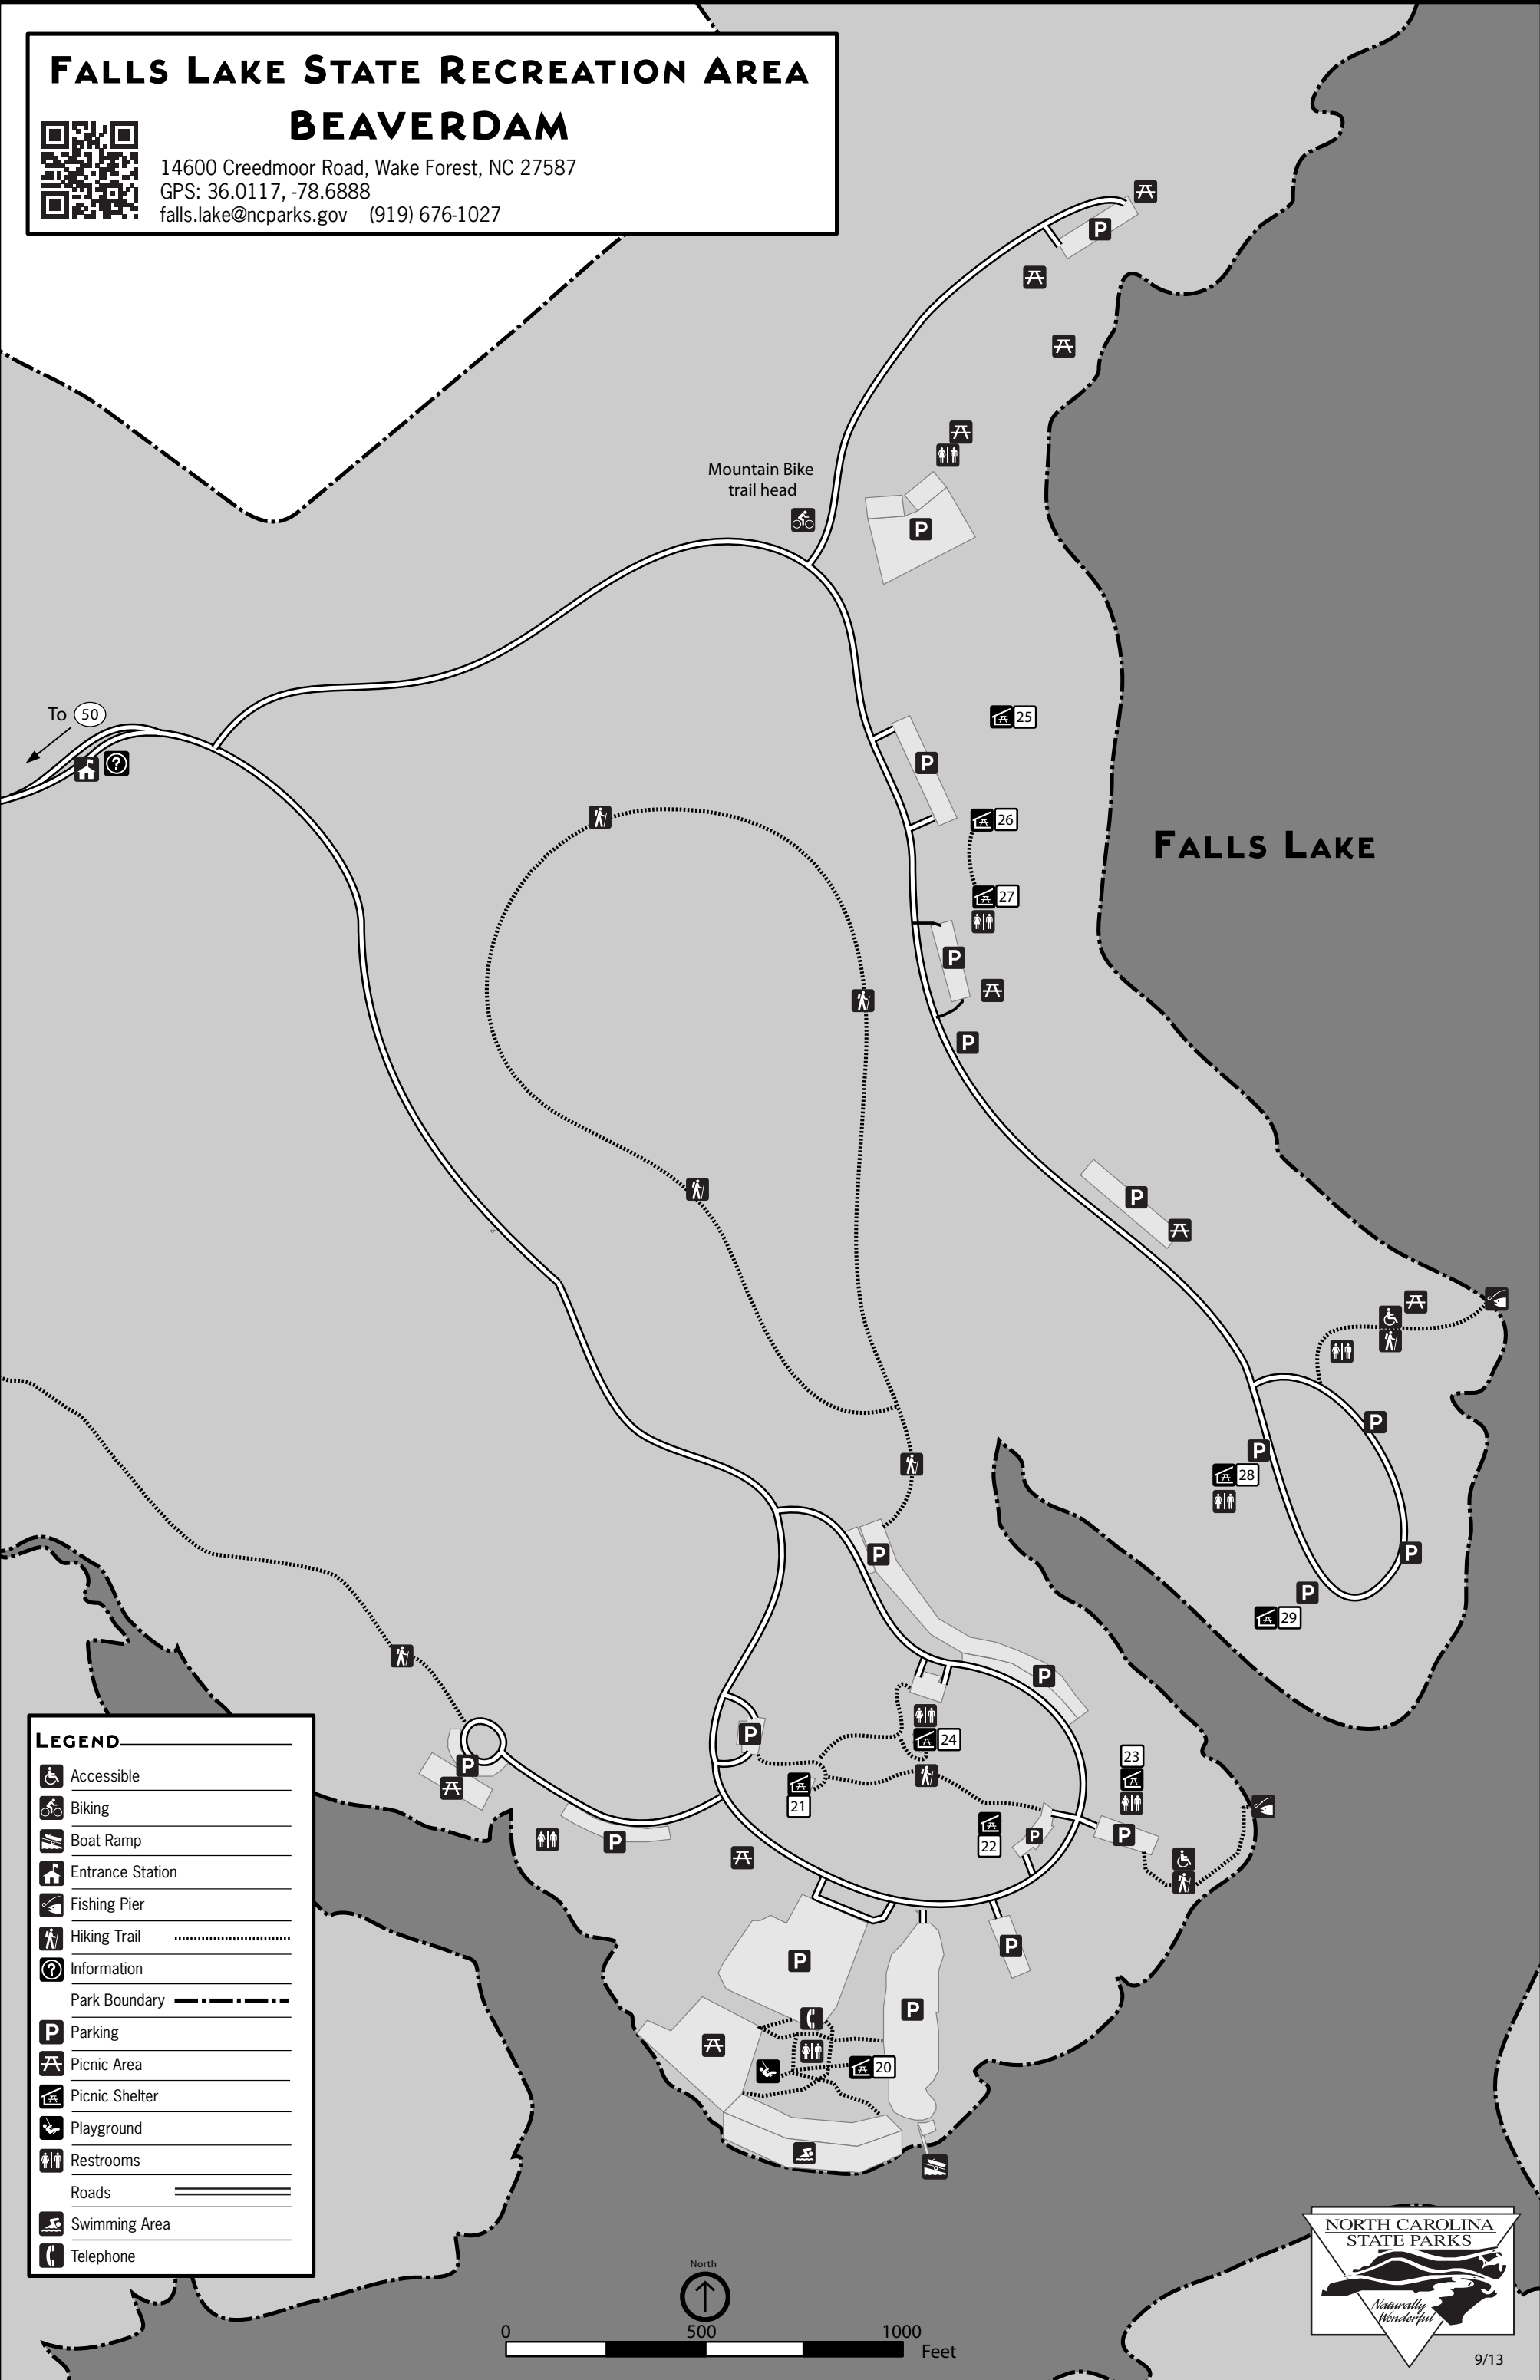 FALLS LAKE STATE RECREATION AREA
BEAVERDAM
14600 Creedmoor Road, Wake Forest, NC 27587
GPS: 36.0117, -78.6888
falls.lake@ncparks.gov (919) 676-1027
P
Mountain Bike
trail head
P
To 50
?
25
P
26
FALLS LAKE
27
P
P
P
P
P
28
P
P
P
29
P
P
24
23
21
22
P
P
P
P
P
P
P
20
LEGEND
Accessible
Biking
Boat Ramp
Entrance Station
Fishing Pier
Hiking Trail
? Information
Park Boundary
P Parking
Picnic Area
Picnic Shelter
Playground
Restrooms
Roads
Swimming Area
Telephone
North
0 500 1000
Feet
NORTH CAROLINA
STATE PARKS
Naturally
Wonderful
9/13